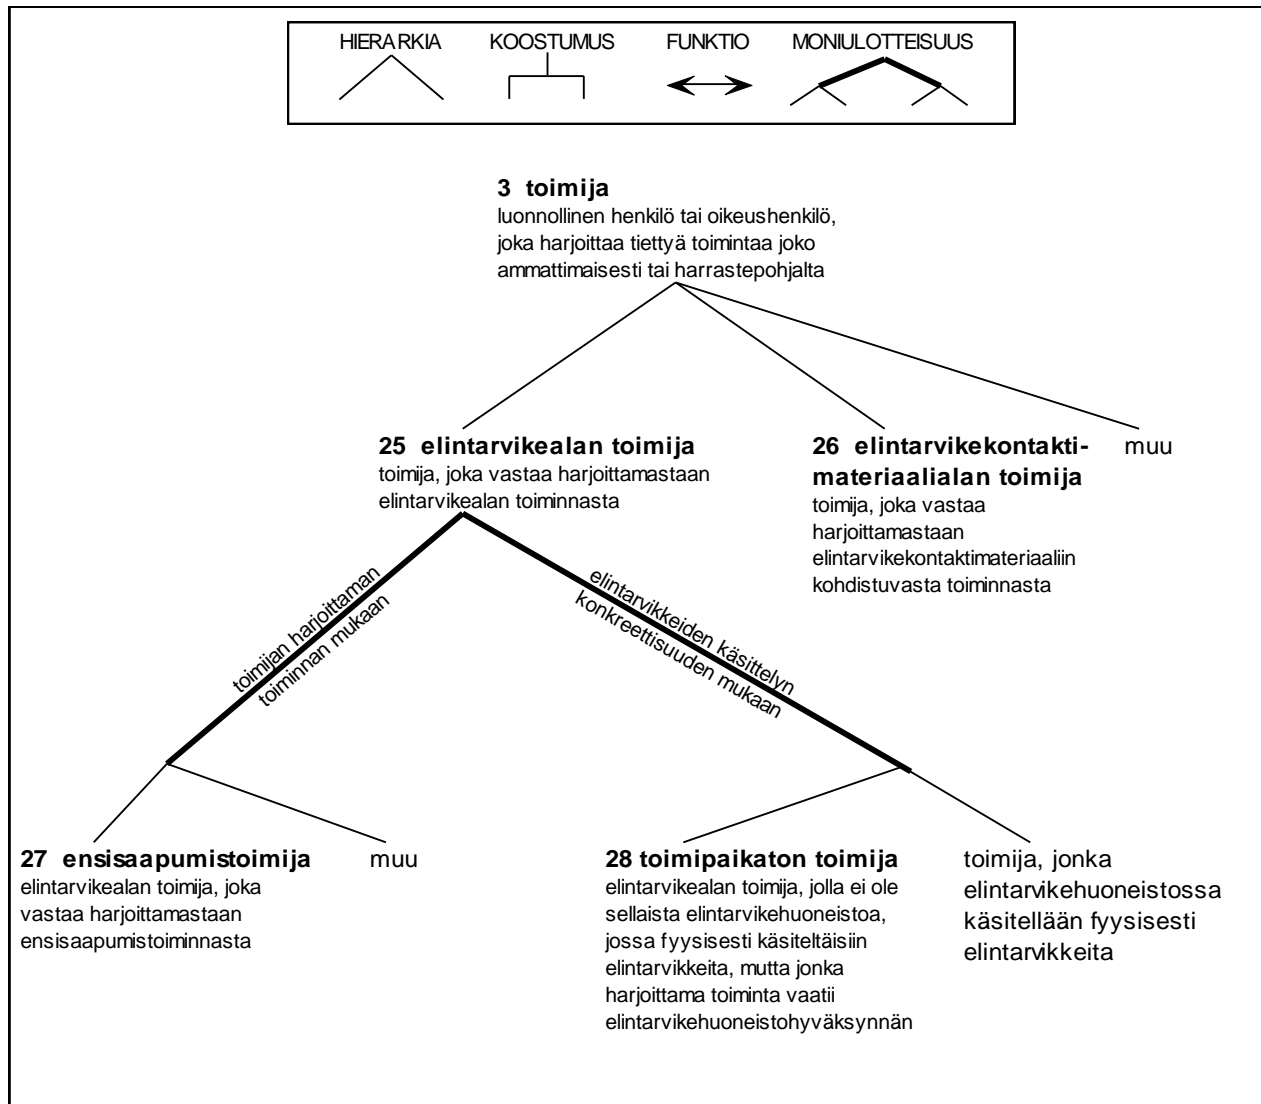 HIERARKIA KOOSTUMUS FUNKTIO MONIULOTTEISUUS
3 toimija
luonnollinen henkilö tai oikeushenkilö,
joka harjoittaa tiettyä toimintaa joko
ammattimaisesti tai harrastepohjalta
25 elintarvikealan toimija
toimija, joka vastaa harjoittamastaan
elintarvikealan toiminnasta
26 elintarvikekontakti-
materiaalialan toimija
toimija, joka vastaa
harjoittamastaan
elintarvikekontaktimateriaaliin
kohdistuvasta toiminnasta
muu
toimijan harjoittaman
toiminnan mukaan
elintarvikkeiden käsittelyn
konkreettisuuden mukaan
27 ensisaapumistoimija
elintarvikealan toimija, joka
vastaa harjoittamastaan
ensisaapumistoiminnasta
muu
28 toimipaikaton toimija
elintarvikealan toimija, jolla ei ole
sellaista elintarvikehuoneistoa,
jossa fyysisesti käsiteltäisiin
elintarvikkeita, mutta jonka
harjoittama toiminta vaatii
elintarvikehuoneistohyväksynnän
toimija, jonka
elintarvikehuoneistossa
käsitellään fyysisesti
elintarvikkeita